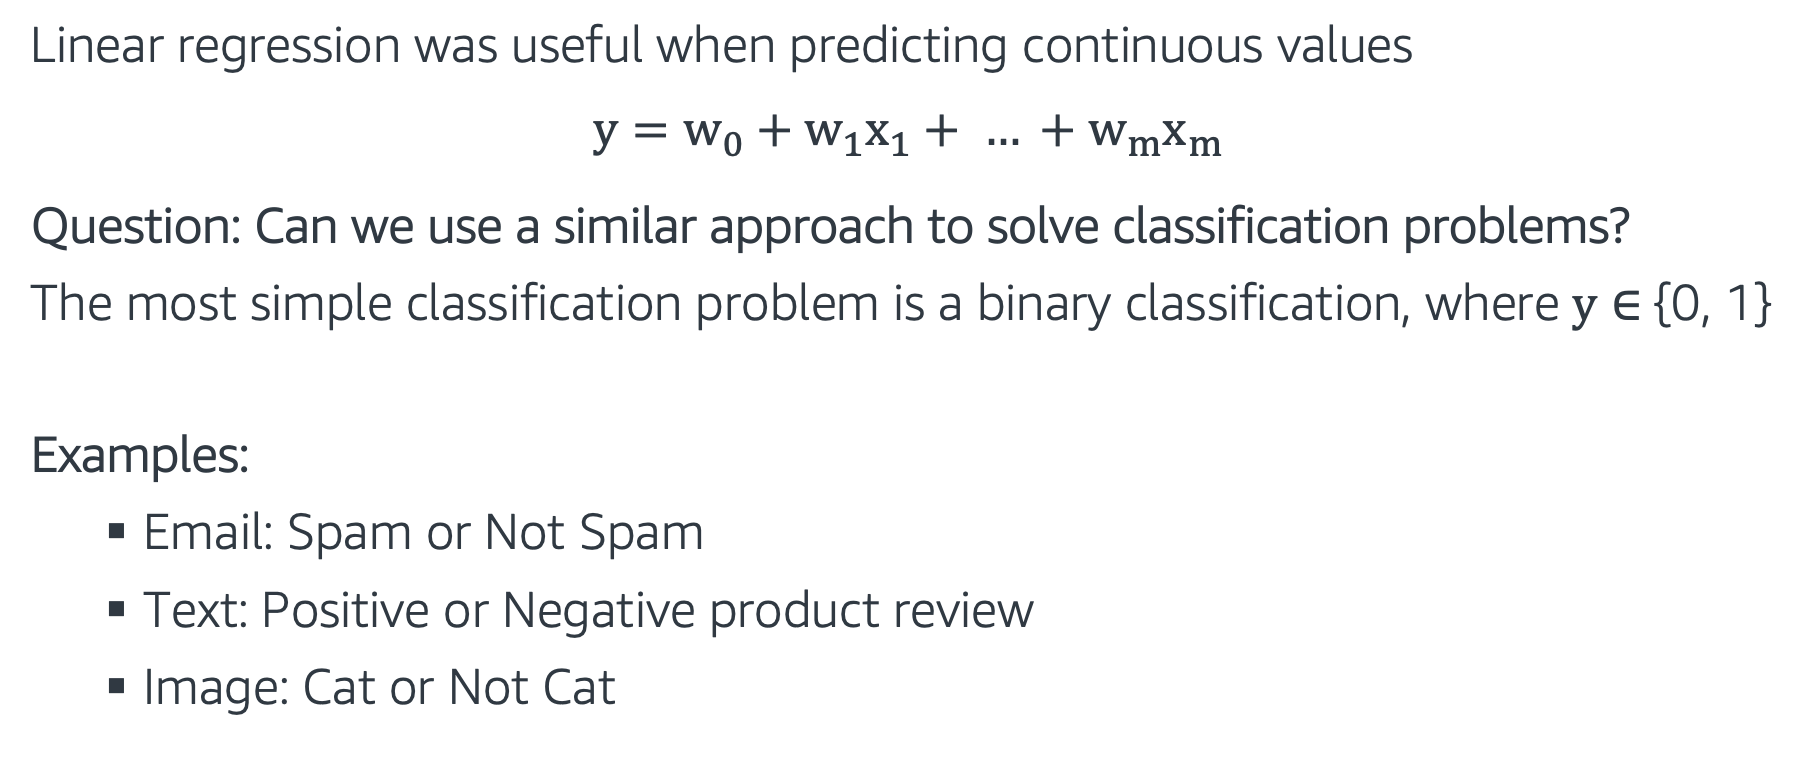 Linear regression was useful when predicting continuous values
y = w₀ + w₁x₁ + ... + wₘxₘ
Question: Can we use a similar approach to solve classification problems?
The most simple classification problem is a binary classification, where y ∈ {0, 1}
Examples:
▪ Email: Spam or Not Spam
▪ Text: Positive or Negative product review
▪ Image: Cat or Not Cat